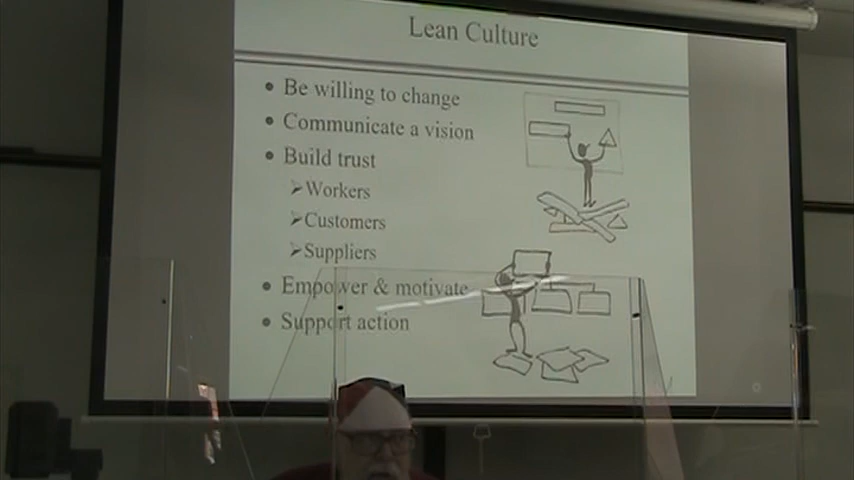 Lean Culture
• Be willing to change
• Communicate a vision
• Build trust
➢Workers
➢Customers
➢Suppliers
• Empower & motivate
• Support action